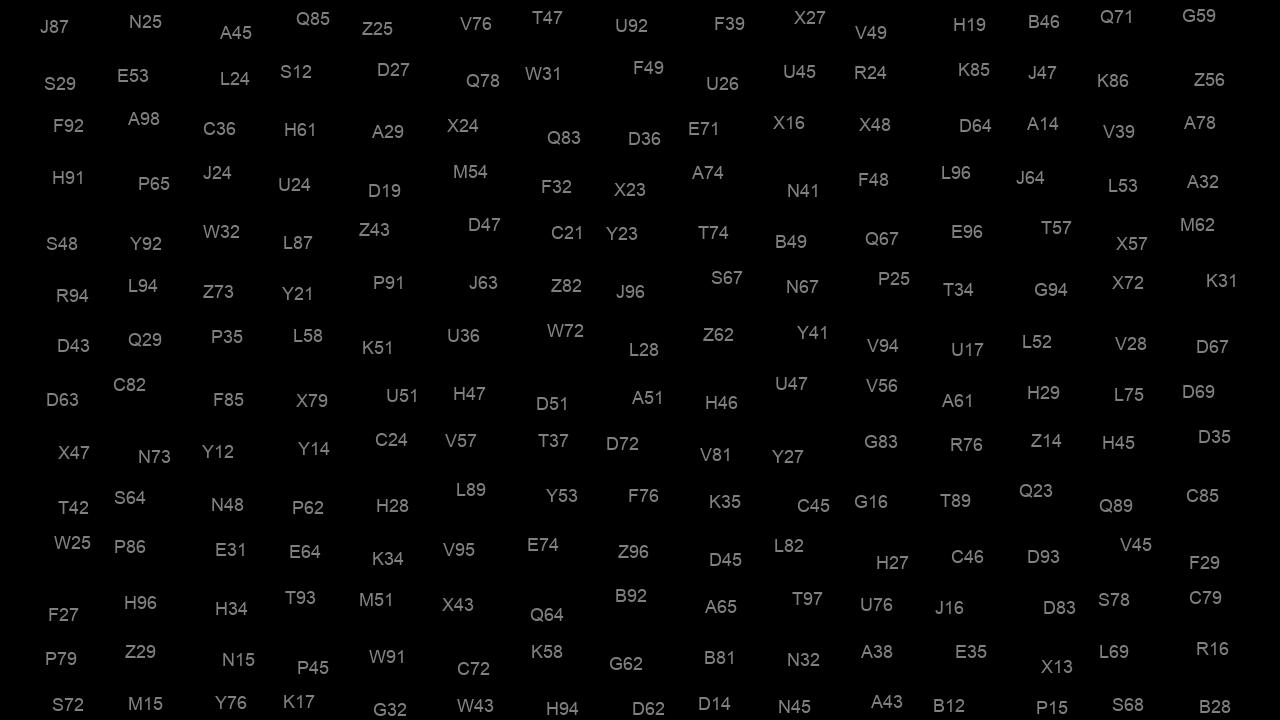 J87 N25 A45 Q85 Z25 V76 T47 U92 F39 X27 V49 H19 B46 Q71 G59
S29 E53 L24 S12 D27 Q78 W31 F49 U26 U45 R24 K85 J47 K86 Z56
F92 A98 C36 H61 A29 X24 Q83 D36 E71 X16 X48 D64 A14 V39 A78
H91 P65 J24 U24 D19 M54 F32 X23 A74 N41 F48 L96 J64 L53 A32
S48 Y92 W32 L87 Z43 D47 C21 Y23 T74 B49 Q67 E96 T57 X57 M62
R94 L94 Z73 Y21 P91 J63 Z82 J96 S67 N67 P25 T34 G94 X72 K31
D43 Q29 P35 L58 K51 U36 W72 L28 Z62 Y41 V94 U17 L52 V28 D67
D63 C82 F85 X79 U51 H47 D51 A51 H46 U47 V56 A61 H29 L75 D69
X47 N73 Y12 Y14 C24 V57 T37 D72 V81 Y27 G83 R76 Z14 H45 D35
T42 S64 N48 P62 H28 L89 Y53 F76 K35 C45 G16 T89 Q23 Q89 C85
W25 P86 E31 E64 K34 V95 E74 Z96 D45 L82 H27 C46 D93 V45 F29
F27 H96 H34 T93 M51 X43 Q64 B92 A65 T97 U76 J16 D83 S78 C79
P79 Z29 N15 P45 W91 C72 K58 G62 B81 N32 A38 E35 X13 L69 R16
S72 M15 Y76 K17 G32 W43 H94 D62 D14 N45 A43 B12 P15 S68 B28